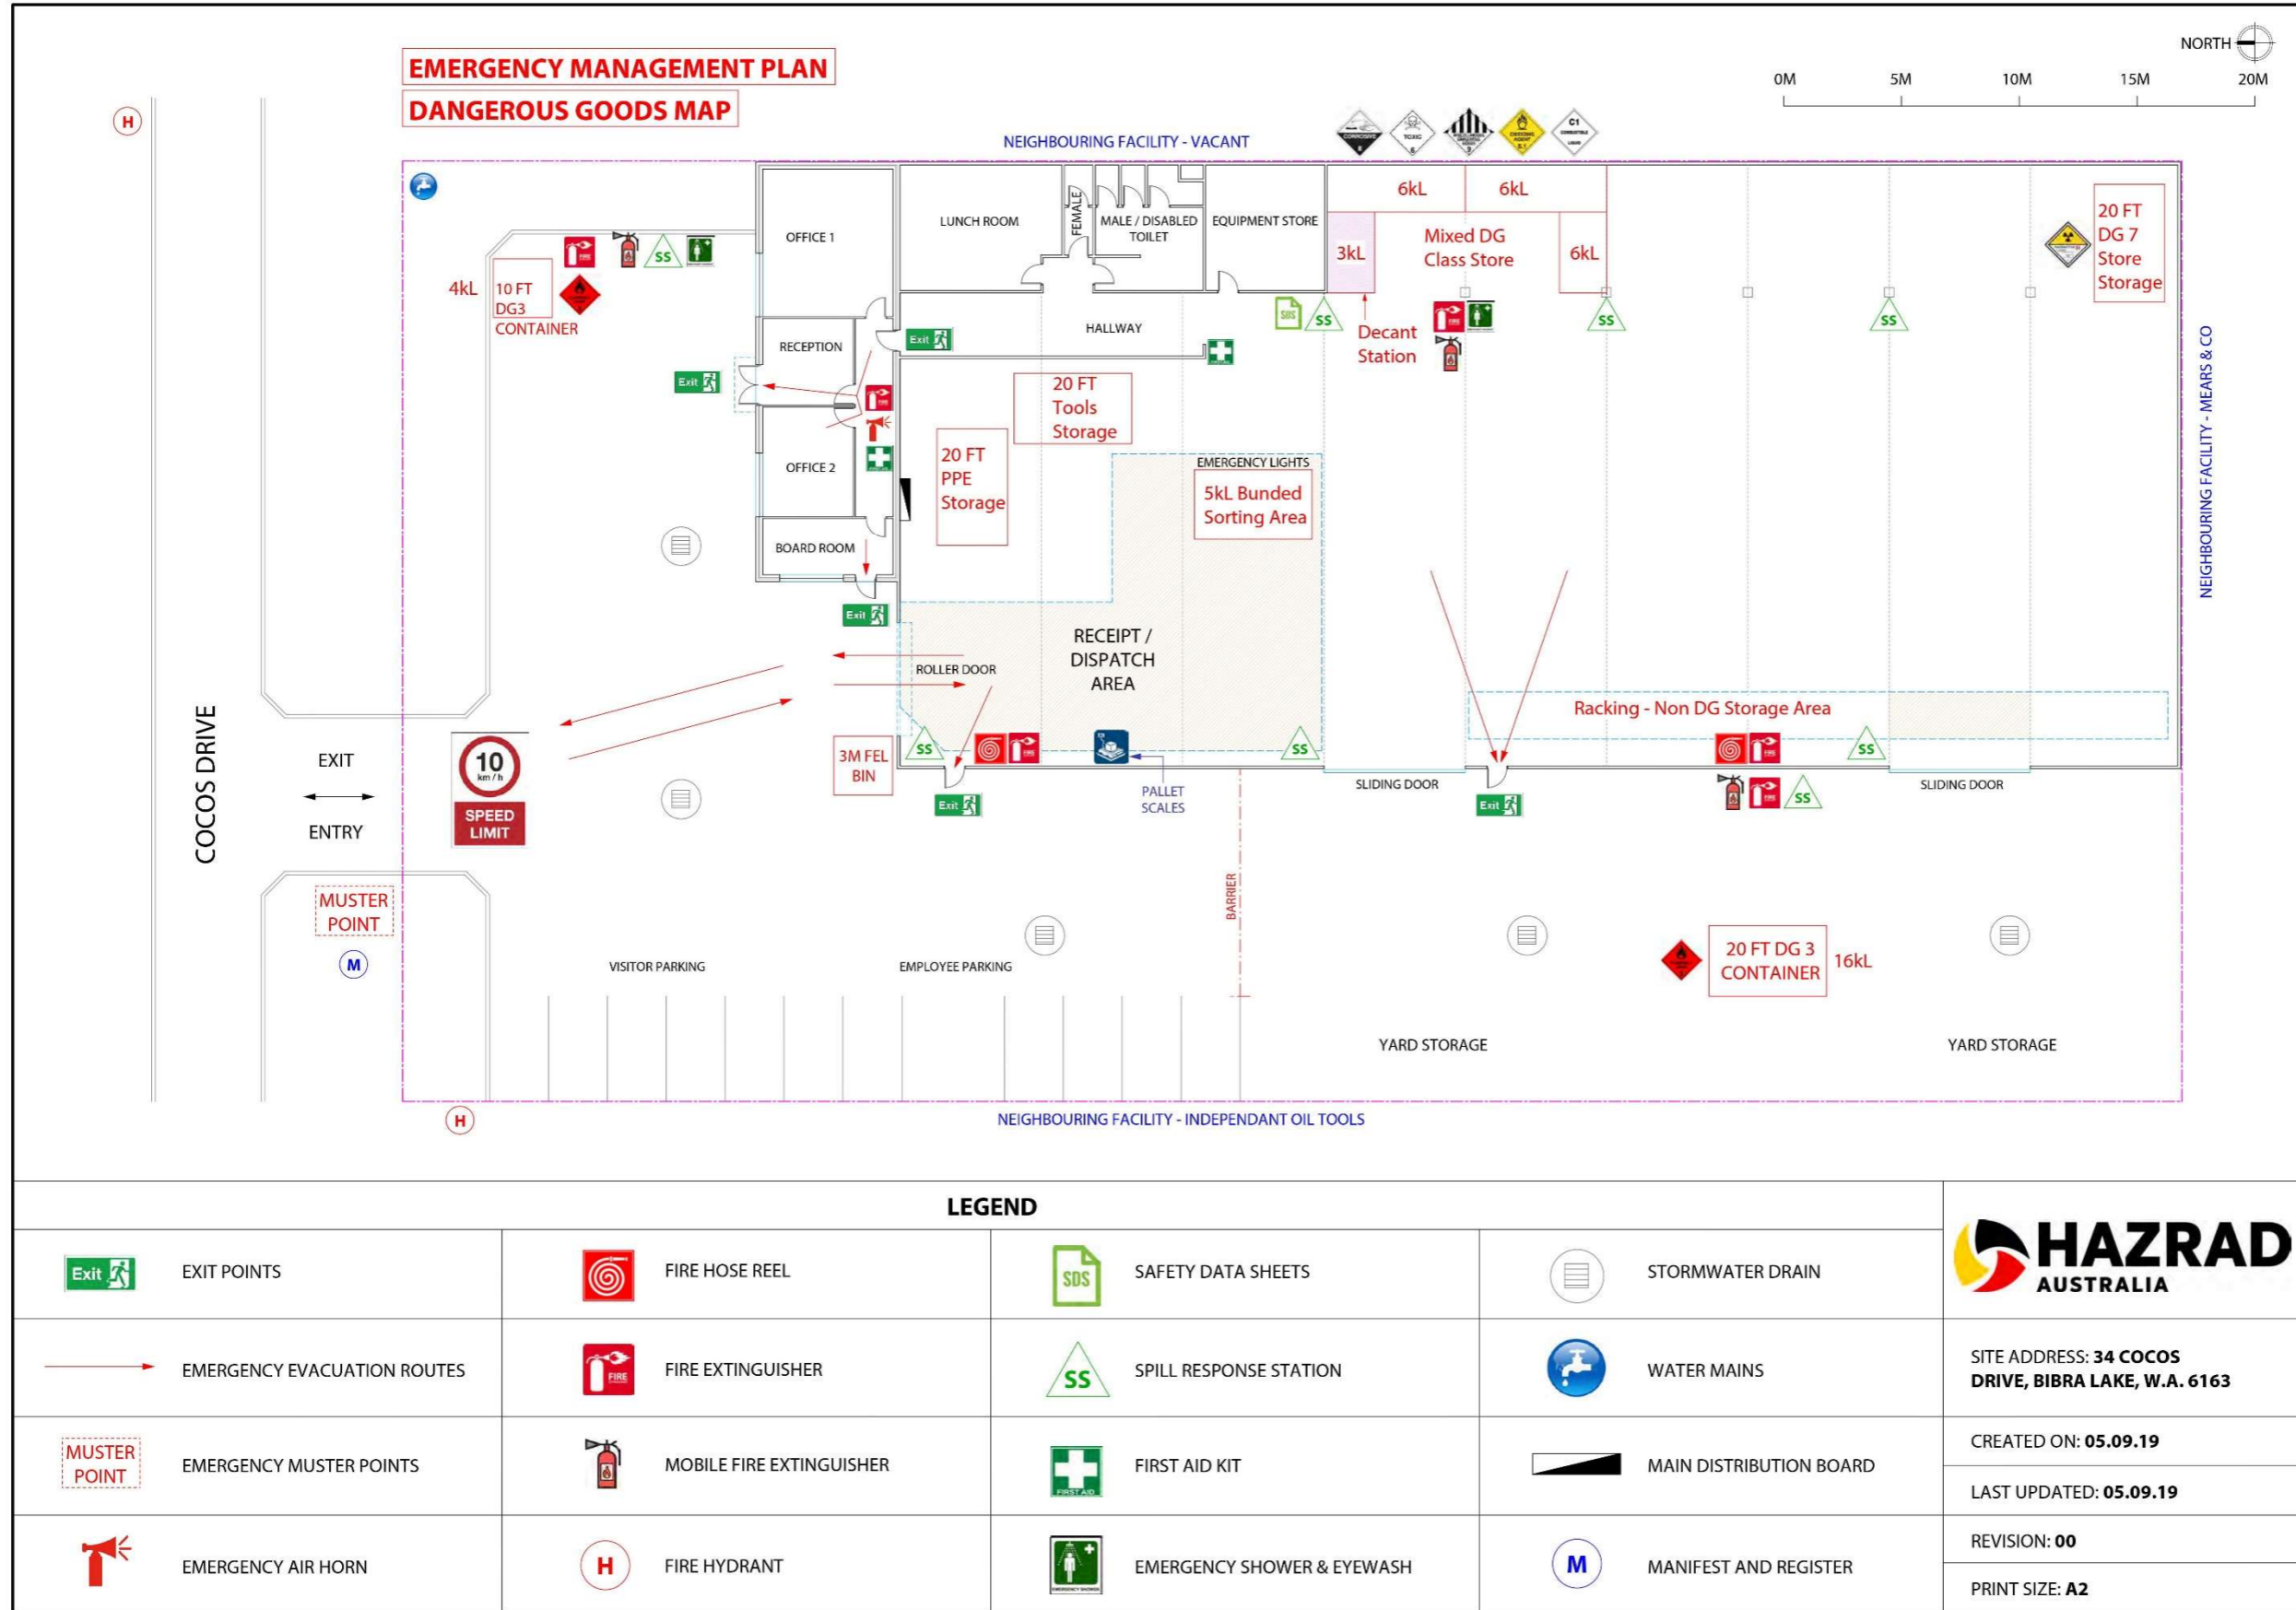 EMERGENCY MANAGEMENT PLAN
DANGEROUS GOODS MAP
NORTH
0M 5M 10M 15M 20M
H
NEIGHBOURING FACILITY - VACANT
TOXIC
6
C1
COMBUSTIBLE
LIQUID
OFFICE 1
LUNCH ROOM
FEMALE
MALE / DISABLED
TOILET
EQUIPMENT STORE
6kL
6kL
3kL
Mixed DG
Class Store
6kL
20 FT
DG 7
Store
Storage
SS
4kL
10 FT
DG3
CONTAINER
RECEPTION
Exit
HALLWAY
SDS
SS
Decant
Station
SS
SS
Exit
20 FT
Tools
Storage
20 FT
PPE
Storage
OFFICE 2
EMERGENCY LIGHTS
5kL Bunded
Sorting Area
BOARD ROOM
Exit
RECEIPT /
DISPATCH
AREA
ROLLER DOOR
Racking - Non DG Storage Area
NEIGHBOURING FACILITY - MEARS & CO
COCOS DRIVE
EXIT
ENTRY
10
km / h
SPEED
LIMIT
3M FEL
BIN
SS
SS
SS
Exit
PALLET
SCALES
SLIDING DOOR
Exit
SS
SLIDING DOOR
MUSTER
POINT
M
BARRIER
VISITOR PARKING
EMPLOYEE PARKING
20 FT DG 3
CONTAINER
16kL
YARD STORAGE
YARD STORAGE
H
NEIGHBOURING FACILITY - INDEPENDANT OIL TOOLS
LEGEND
Exit EXIT POINTS
FIRE HOSE REEL
SDS SAFETY DATA SHEETS
STORMWATER DRAIN
HAZRAD
AUSTRALIA
EMERGENCY EVACUATION ROUTES
FIRE FIRE EXTINGUISHER
SS SPILL RESPONSE STATION
WATER MAINS
SITE ADDRESS: 34 COCOS
DRIVE, BIBRA LAKE, W.A. 6163
MUSTER
POINT
EMERGENCY MUSTER POINTS
MOBILE FIRE EXTINGUISHER
FIRST AID
FIRST AID KIT
MAIN DISTRIBUTION BOARD
CREATED ON: 05.09.19
LAST UPDATED: 05.09.19
EMERGENCY AIR HORN
H FIRE HYDRANT
EMERGENCY SHOWER
EMERGENCY SHOWER & EYEWASH
M MANIFEST AND REGISTER
REVISION: 00
PRINT SIZE: A2